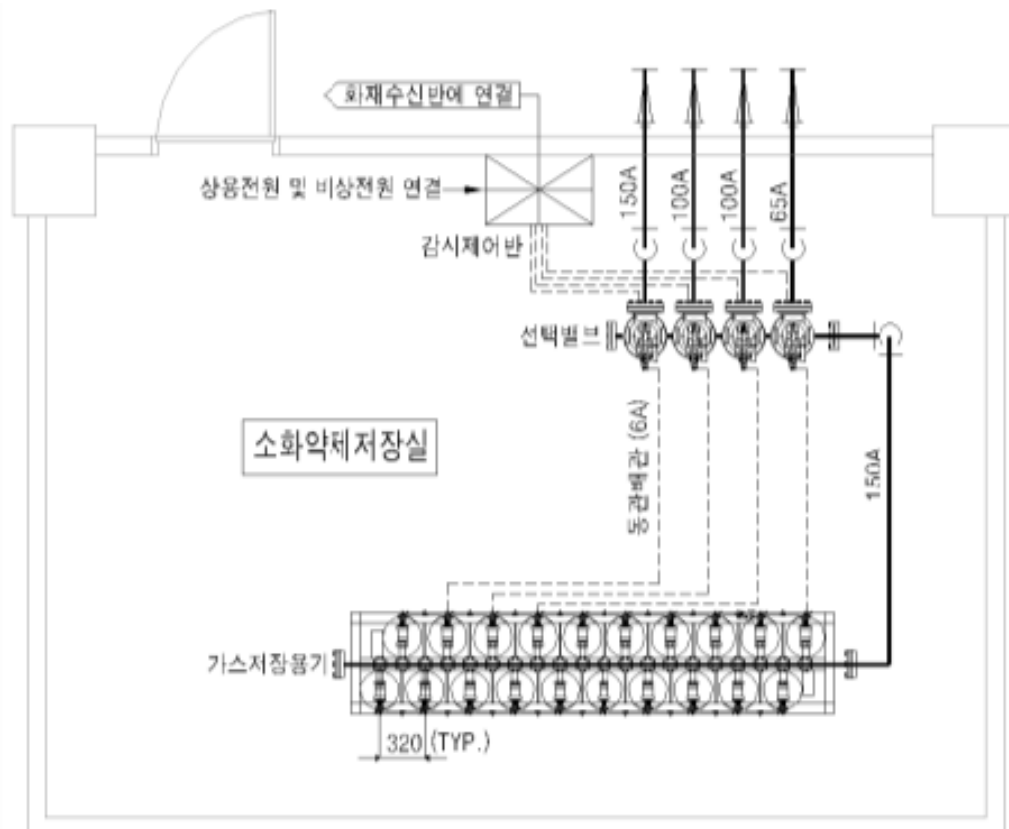 화재수신반에 연결
상용전원 및 비상전원 연결
감시제어반
150A
100A
100A
65A
선택밸브
소화약제저장실
동관배관 (6A)
150A
가스저장용기
320 (TYP.)